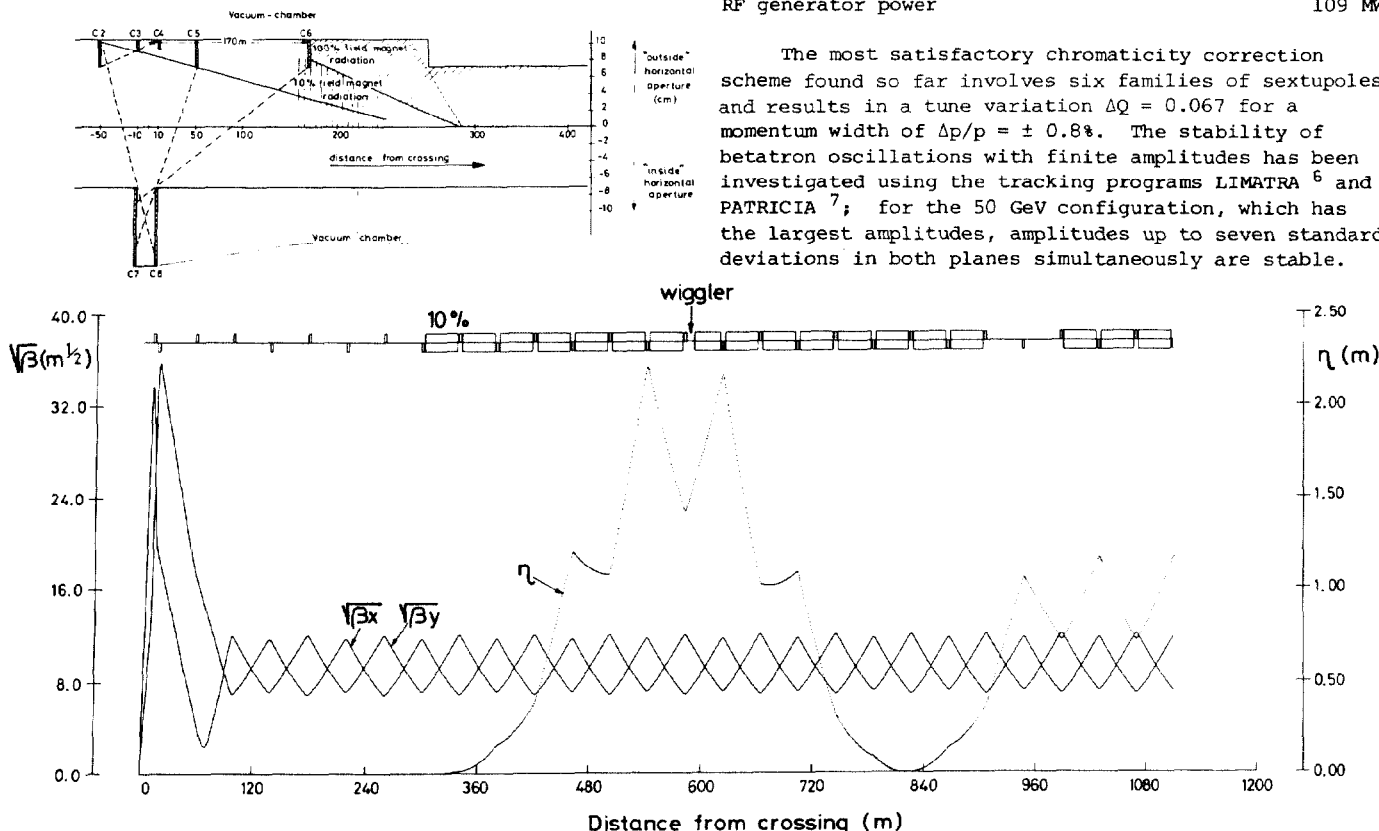 RF generator power 109 MW
Vacuum-chamber
C2 C3 C4 C5 C6
170m
100% field magnet
radiation
10% field magnet
radiation
10
8
6
4
2
0
-2
-4
-6
-8
-10
"outside"
horizontal
aperture
(cm)
-50 -10 10 50 100 200 300 400
distance from crossing
"inside"
horizontal
aperture
Vacuum chamber
C7 C8
The most satisfactory chromaticity correction
scheme found so far involves six families of sextupoles
and results in a tune variation ΔQ = 0.067 for a
momentum width of Δp/p = ± 0.8%. The stability of
betatron oscillations with finite amplitudes has been
investigated using the tracking programs LIMATRA 6 and
PATRICIA 7; for the 50 GeV configuration, which has
the largest amplitudes, amplitudes up to seven standard
deviations in both planes simultaneously are stable.
wiggler
10%
40.0
√β(m½)
32.0
24.0
16.0
8.0
0.0
2.50
η (m)
2.00
1.50
1.00
0.50
0.00
η
√βx √βy
0 120 240 360 480 600 720 840 960 1080 1200
Distance from crossing (m)